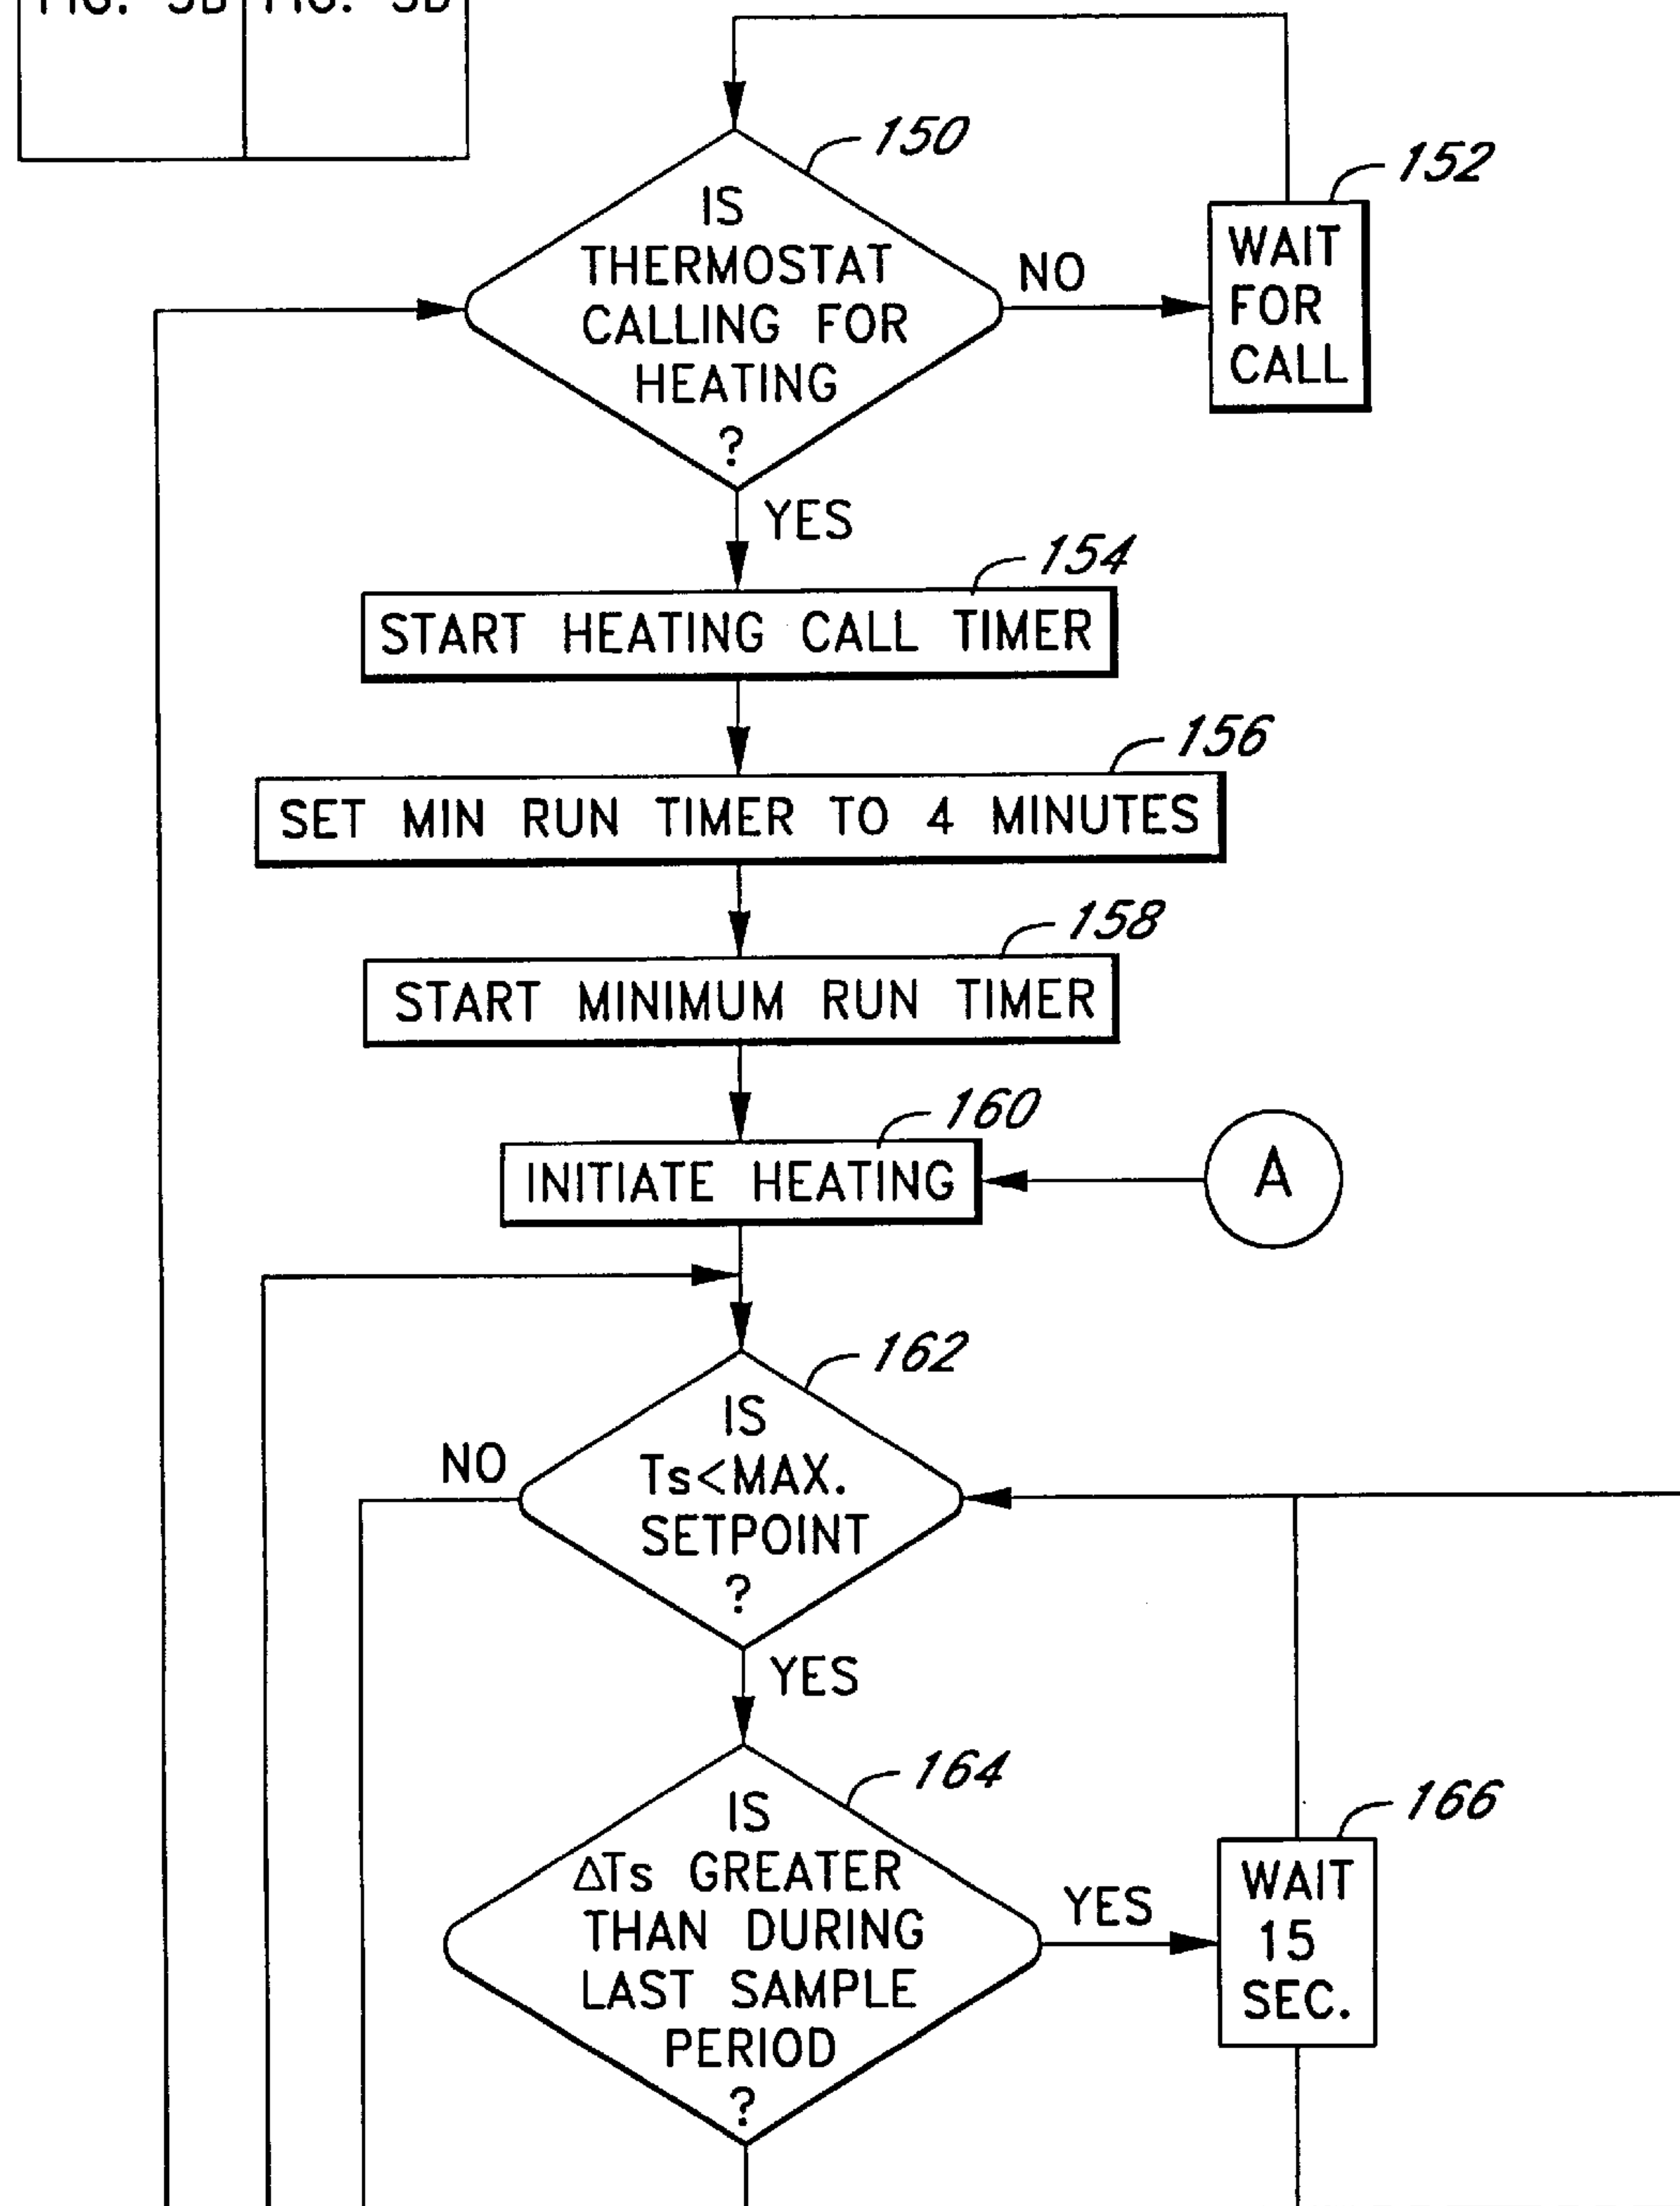 150
152
IS
THERMOSTAT
CALLING FOR
HEATING
?
NO
WAIT
FOR
CALL
YES
154
START HEATING CALL TIMER
156
SET MIN RUN TIMER TO 4 MINUTES
158
START MINIMUM RUN TIMER
160
INITIATE HEATING
A
162
IS
Ts<MAX.
SETPOINT
?
NO
YES
164
IS
ΔTs GREATER
THAN DURING
LAST SAMPLE
PERIOD
?
YES
166
WAIT
15
SEC.